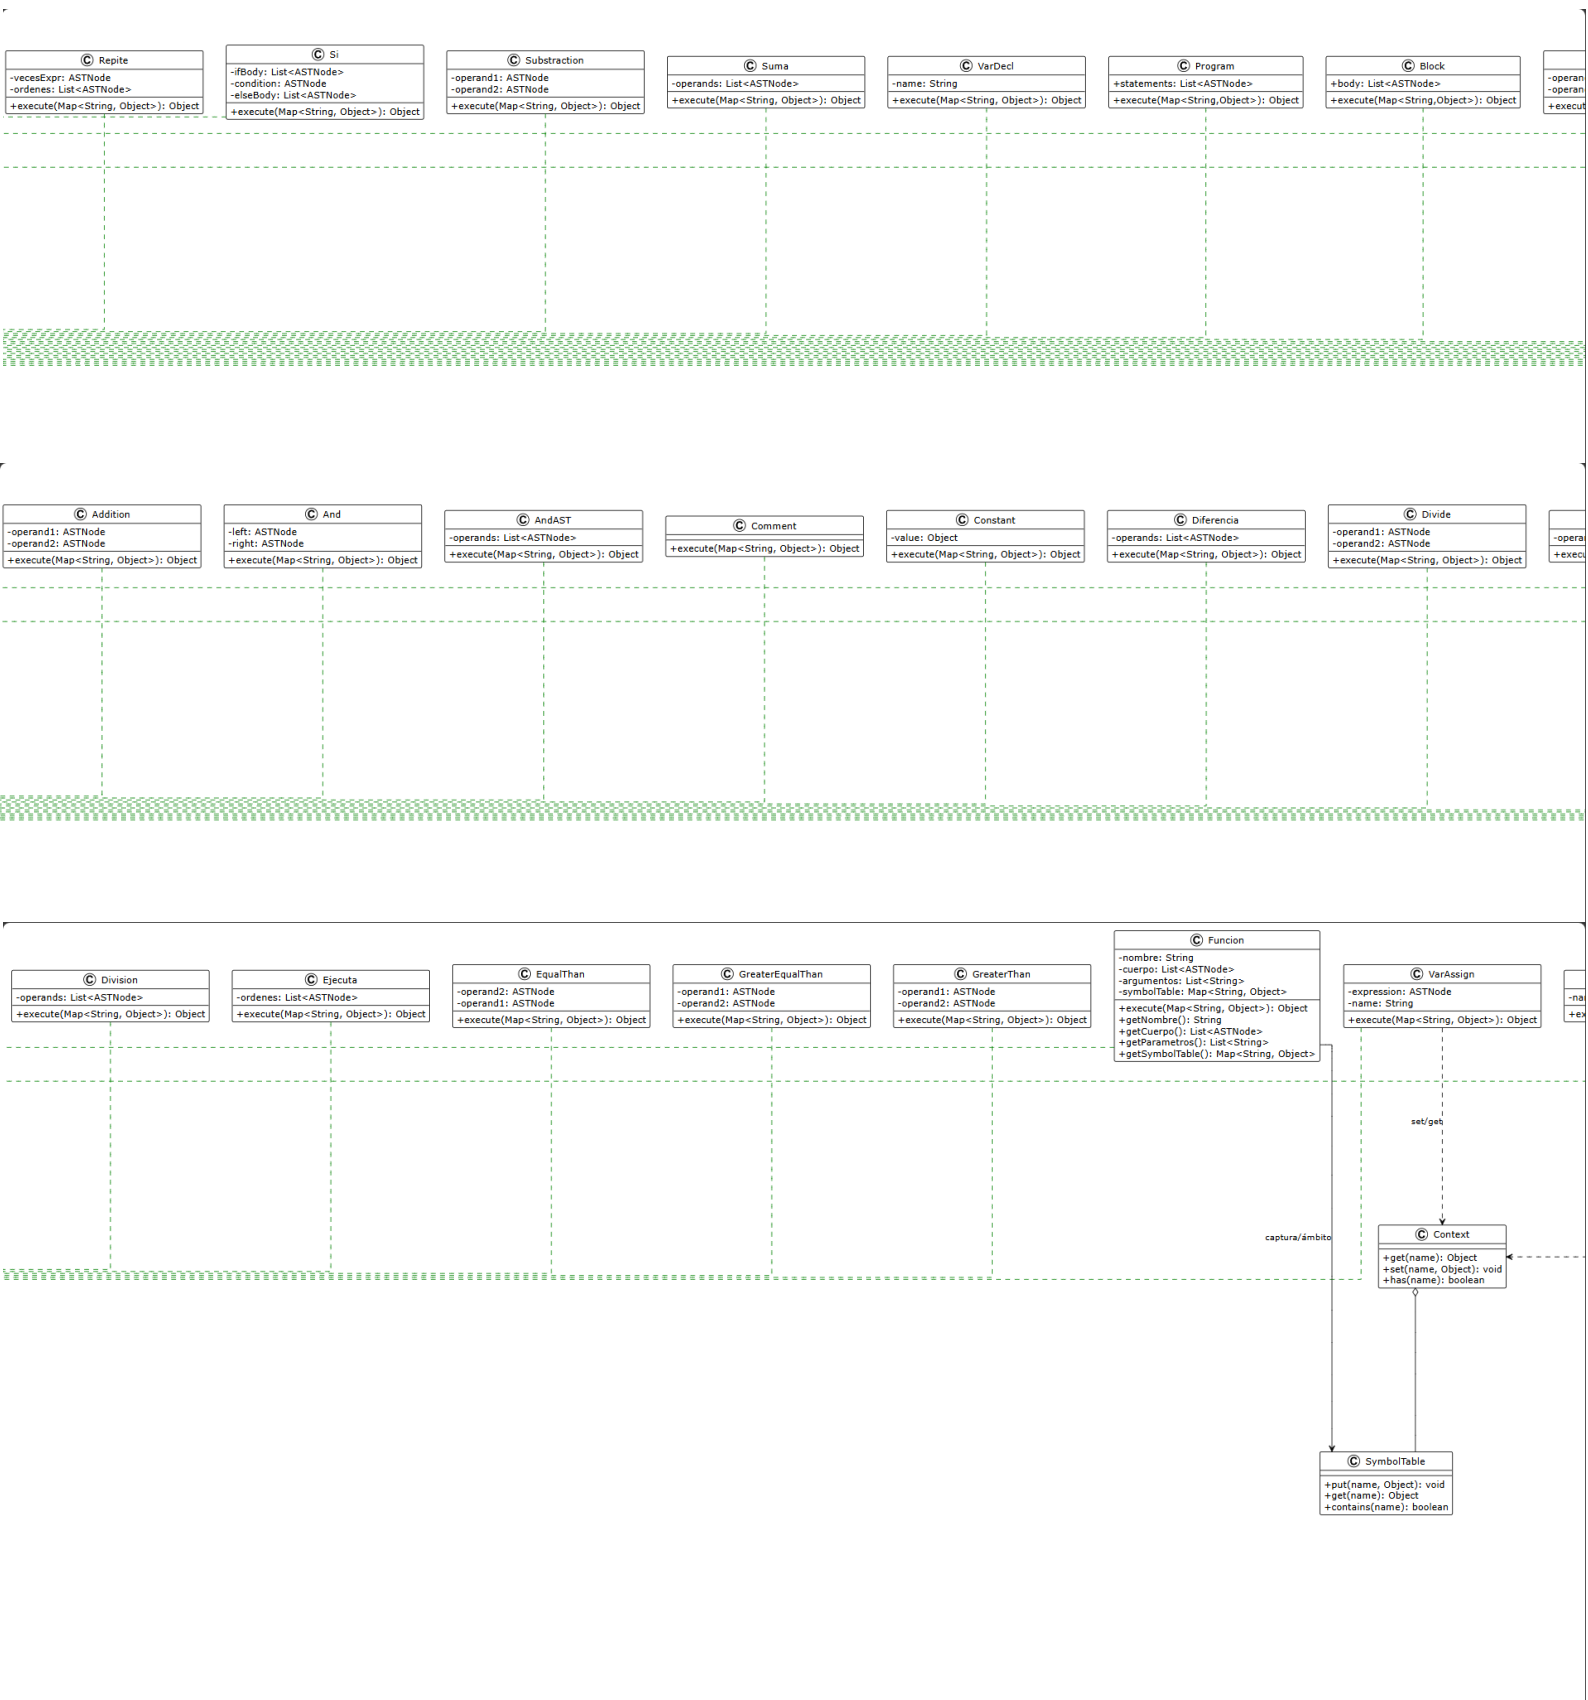 C Repite
-vecesExpr: ASTNode
-ordenes: List<ASTNode>
+execute(Map<String, Object>): Object
C Si
-ifBody: List<ASTNode>
-condition: ASTNode
-elseBody: List<ASTNode>
+execute(Map<String, Object>): Object
C Substraction
-operand1: ASTNode
-operand2: ASTNode
+execute(Map<String, Object>): Object
C Suma
-operands: List<ASTNode>
+execute(Map<String, Object>): Object
C VarDecl
-name: String
+execute(Map<String, Object>): Object
C Program
+statements: List<ASTNode>
+execute(Map<String,Object>): Object
C Block
+body: List<ASTNode>
+execute(Map<String,Object>): Object
-operan
-operan
+execut
C Addition
-operand1: ASTNode
-operand2: ASTNode
+execute(Map<String, Object>): Object
C And
-left: ASTNode
-right: ASTNode
+execute(Map<String, Object>): Object
C AndAST
-operands: List<ASTNode>
+execute(Map<String, Object>): Object
C Comment
+execute(Map<String, Object>): Object
C Constant
-value: Object
+execute(Map<String, Object>): Object
C Diferencia
-operands: List<ASTNode>
+execute(Map<String, Object>): Object
C Divide
-operand1: ASTNode
-operand2: ASTNode
+execute(Map<String, Object>): Object
-opera
+exec
C Division
-operands: List<ASTNode>
+execute(Map<String, Object>): Object
C Ejecuta
-ordenes: List<ASTNode>
+execute(Map<String, Object>): Object
C EqualThan
-operand2: ASTNode
-operand1: ASTNode
+execute(Map<String, Object>): Object
C GreaterEqualThan
-operand1: ASTNode
-operand2: ASTNode
+execute(Map<String, Object>): Object
C GreaterThan
-operand1: ASTNode
-operand2: ASTNode
+execute(Map<String, Object>): Object
C Funcion
-nombre: String
-cuerpo: List<ASTNode>
-argumentos: List<String>
-symbolTable: Map<String, Object>
+execute(Map<String, Object>): Object
+getNombre(): String
+getCuerpo(): List<ASTNode>
+getParametros(): List<String>
+getSymbolTable(): Map<String, Object>
C VarAssign
-expression: ASTNode
-name: String
+execute(Map<String, Object>): Object
-na
+ex
set/get
captura/ámbito
C Context
+get(name): Object
+set(name, Object): void
+has(name): boolean
C SymbolTable
+put(name, Object): void
+get(name): Object
+contains(name): boolean